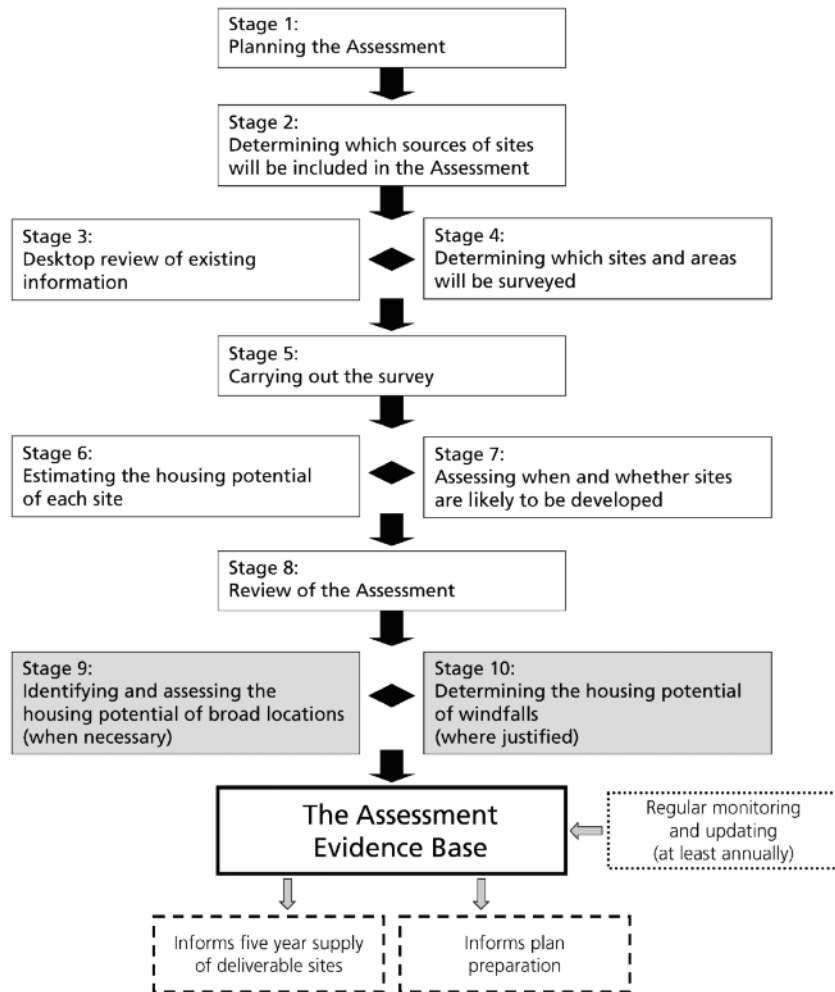 Stage 1:
Planning the Assessment
Stage 2:
Determining which sources of sites
will be included in the Assessment
Stage 3:
Desktop review of existing
information
Stage 4:
Determining which sites and areas
will be surveyed
Stage 5:
Carrying out the survey
Stage 6:
Estimating the housing potential
of each site
Stage 7:
Assessing when and whether sites
are likely to be developed
Stage 8:
Review of the Assessment
Stage 9:
Identifying and assessing the
housing potential of broad locations
(when necessary)
Stage 10:
Determining the housing potential
of windfalls
(where justified)
The Assessment
Evidence Base
Regular monitoring
and updating
(at least annually)
Informs five year supply
of deliverable sites
Informs plan
preparation